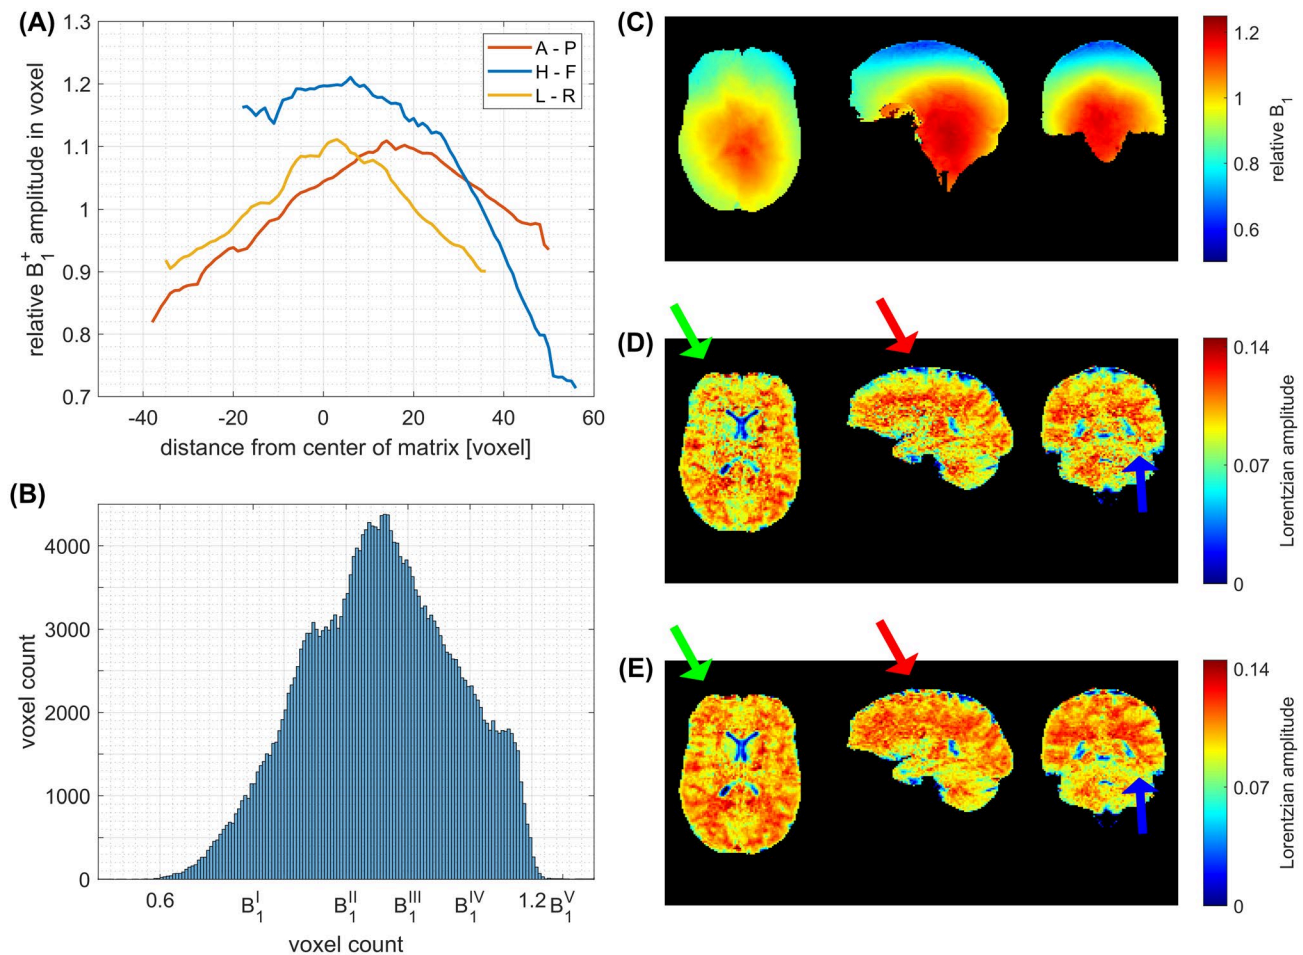 (A)
relative B₁⁺ amplitude in voxel
1.3
1.2
1.1
1
0.9
0.8
0.7
A - P
H - F
L - R
-40
-20
0
20
40
60
distance from center of matrix [voxel]
(B)
voxel count
4000
3000
2000
1000
0
0.6
B₁ᴵ
B₁ᴵᴵ
B₁ᴵᴵᴵ
B₁ᴵⱽ
1.2
B₁ⱽ
voxel count
(C)
1.2
1
0.8
0.6
relative B₁
(D)
0.14
0.07
0
Lorentzian amplitude
(E)
0.14
0.07
0
Lorentzian amplitude